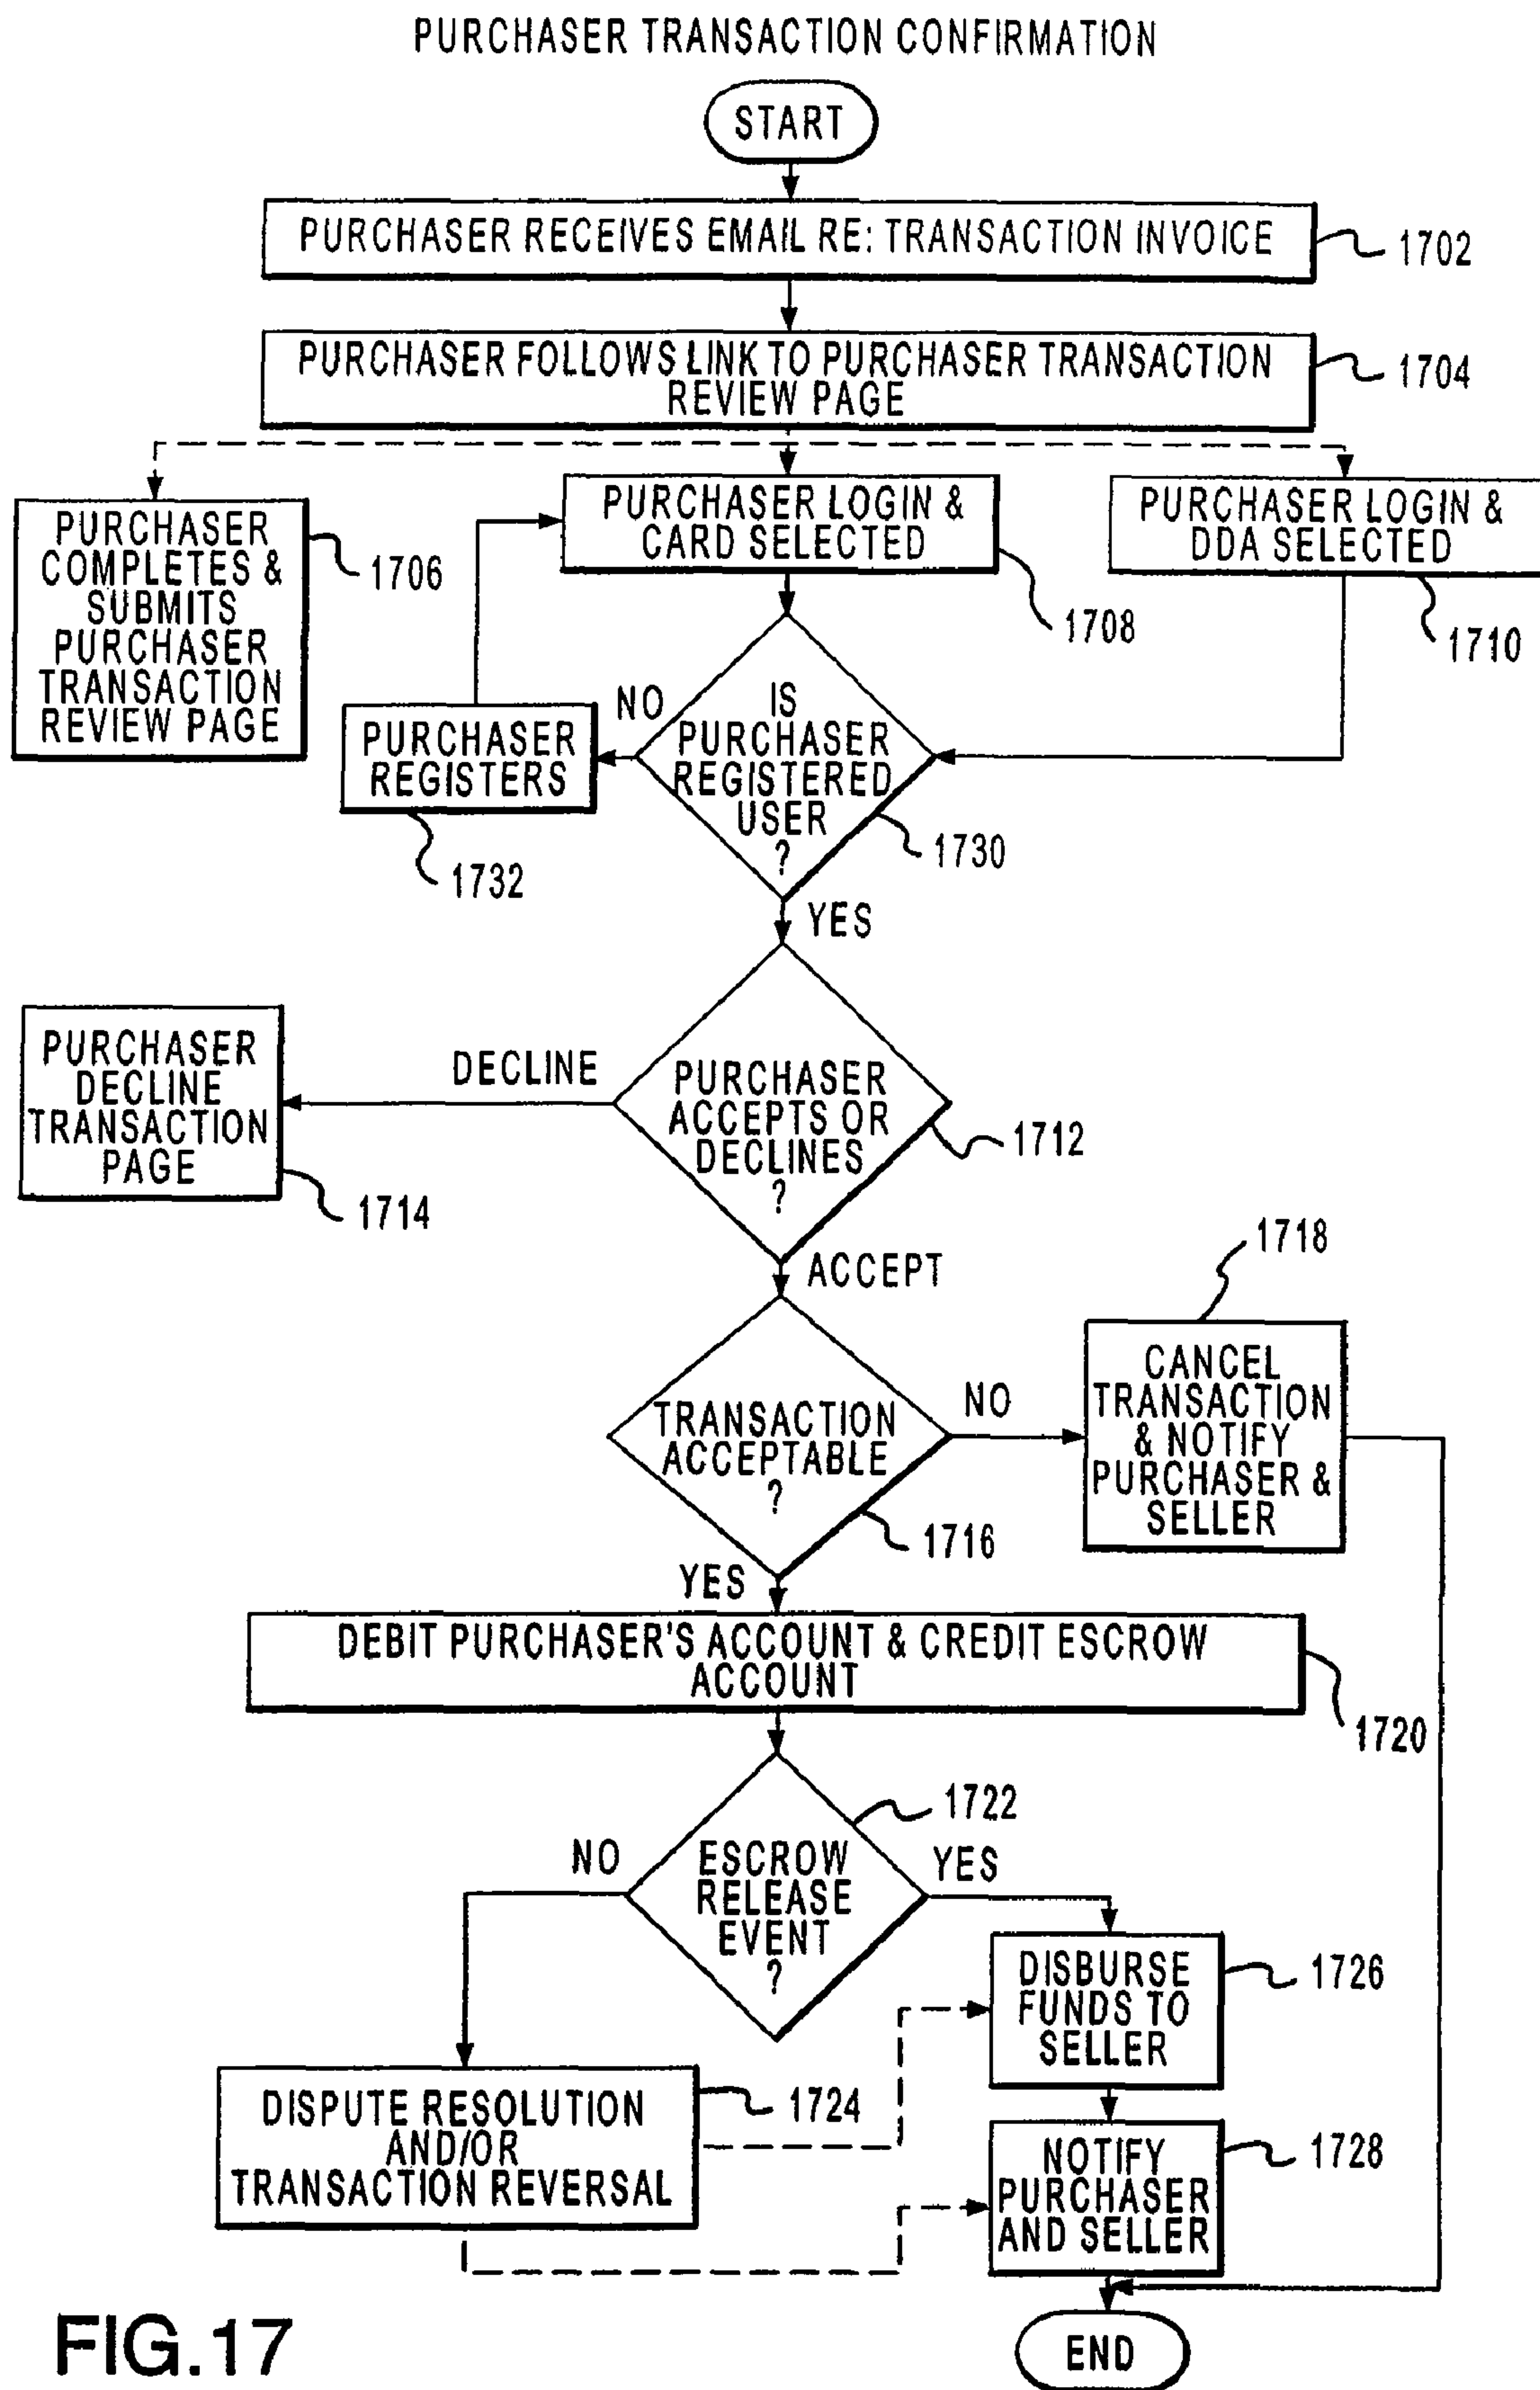 PURCHASER TRANSACTION CONFIRMATION
START
PURCHASER RECEIVES EMAIL RE: TRANSACTION INVOICE
1702
PURCHASER FOLLOWS LINK TO PURCHASER TRANSACTION
REVIEW PAGE
1704
PURCHASER
COMPLETES &
SUBMITS
PURCHASER
TRANSACTION
REVIEW PAGE
1706
PURCHASER LOGIN &
CARD SELECTED
1708
PURCHASER LOGIN &
DDA SELECTED
1710
IS
PURCHASER
REGISTERED
USER
?
1730
NO
PURCHASER
REGISTERS
1732
YES
PURCHASER
ACCEPTS OR
DECLINES
?
1712
DECLINE
PURCHASER
DECLINE
TRANSACTION
PAGE
1714
ACCEPT
TRANSACTION
ACCEPTABLE
?
1716
NO
1718
CANCEL
TRANSACTION
& NOTIFY
PURCHASER &
SELLER
YES
DEBIT PURCHASER'S ACCOUNT & CREDIT ESCROW
ACCOUNT
1720
1722
ESCROW
RELEASE
EVENT
?
NO
YES
DISBURSE
FUNDS TO
SELLER
1726
DISPUTE RESOLUTION
AND/OR
TRANSACTION REVERSAL
1724
NOTIFY
PURCHASER
AND SELLER
1728
END
FIG.17